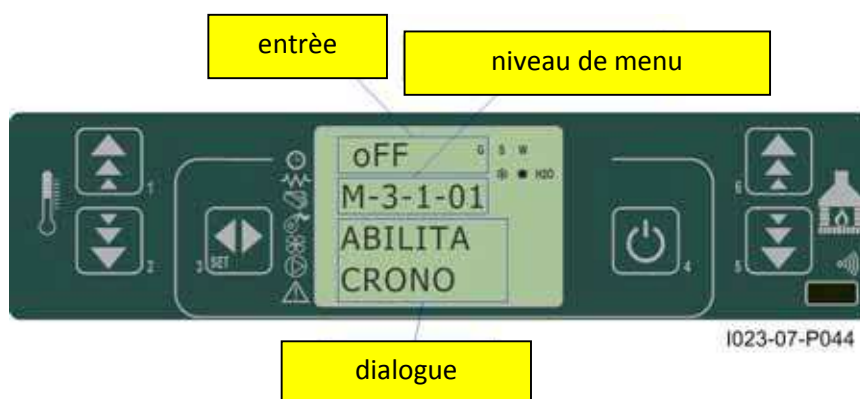 entrèe
niveau de menu
oFF G S W
H2O
M-3-1-01
ABILITA
CRONO
1
2
3 SET
4
6
5
I023-07-P044
dialogue